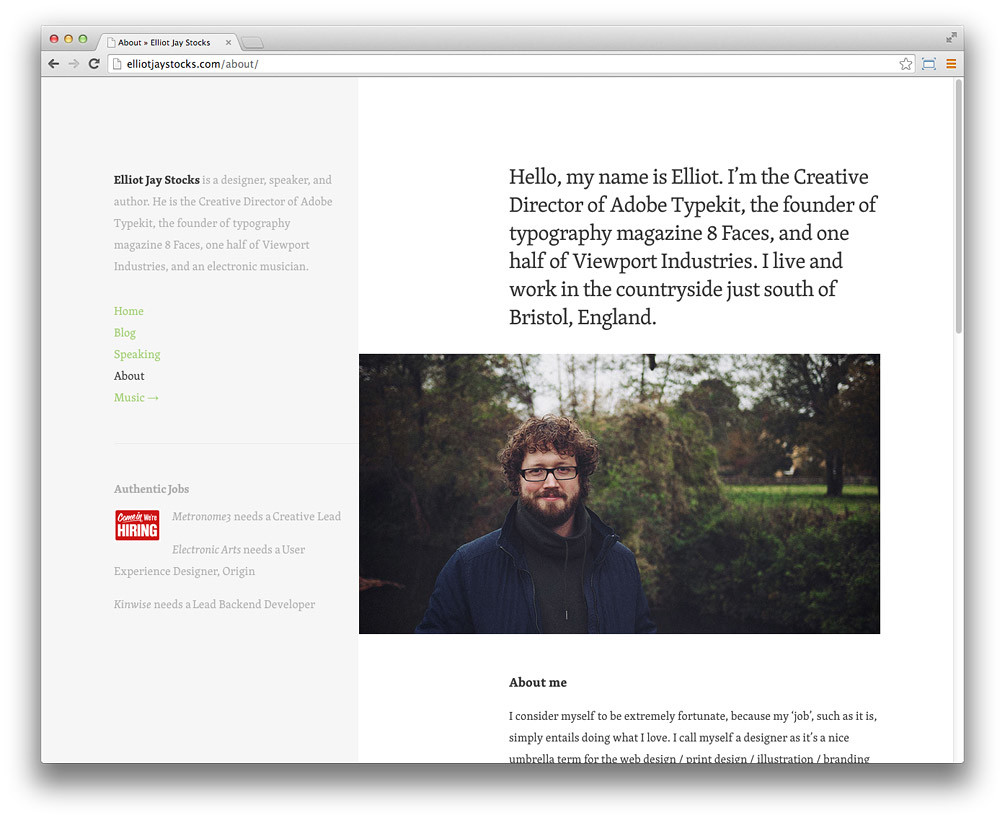 About » Elliot Jay Stocks
elliotjaystocks.com/about/
Elliot Jay Stocks is a designer, speaker, and
author. He is the Creative Director of Adobe
Typekit, the founder of typography
magazine 8 Faces, one half of Viewport
Industries, and an electronic musician.
Home
Blog
Speaking
About
Music →
Authentic Jobs
Come in We're
HIRING
Metronome3 needs a Creative Lead
Electronic Arts needs a User
Experience Designer, Origin
Kinwise needs a Lead Backend Developer
Hello, my name is Elliot. I’m the Creative
Director of Adobe Typekit, the founder of
typography magazine 8 Faces, and one
half of Viewport Industries. I live and
work in the countryside just south of
Bristol, England.
About me
I consider myself to be extremely fortunate, because my ‘job’, such as it is,
simply entails doing what I love. I call myself a designer as it’s a nice
umbrella term for the web design / print design / illustration / branding